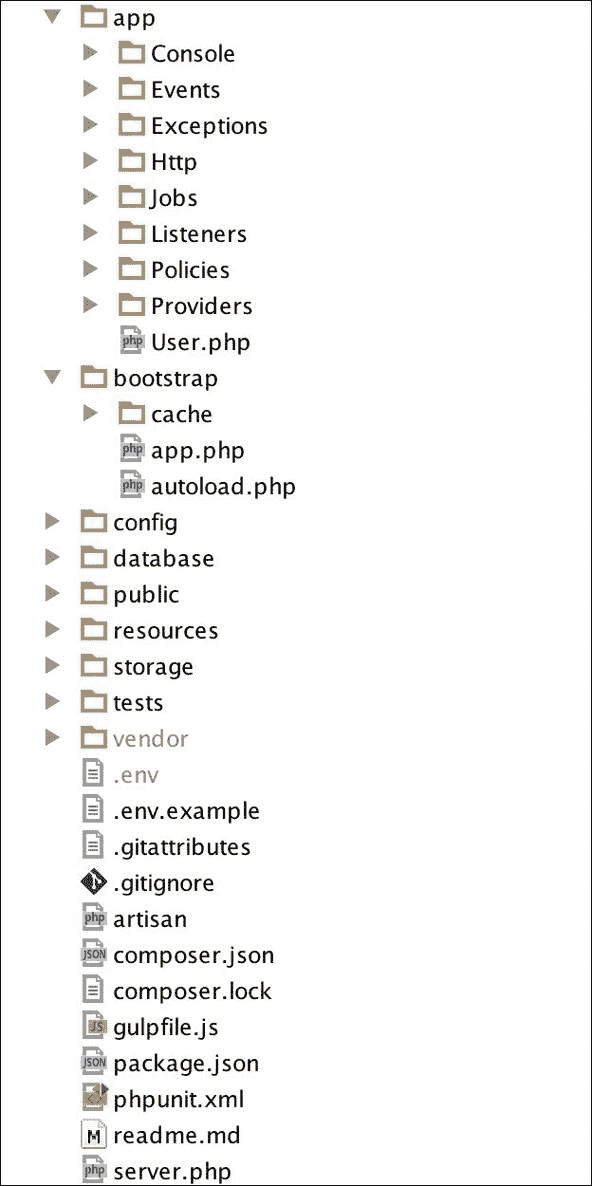 app
Console
Events
Exceptions
Http
Jobs
Listeners
Policies
Providers
php User.php
bootstrap
cache
php app.php
php autoload.php
config
database
public
resources
storage
tests
vendor
.env
.env.example
.gitattributes
.gitignore
php artisan
JSON composer.json
composer.lock
JS gulpfile.js
JSON package.json
phpunit.xml
M readme.md
php server.php